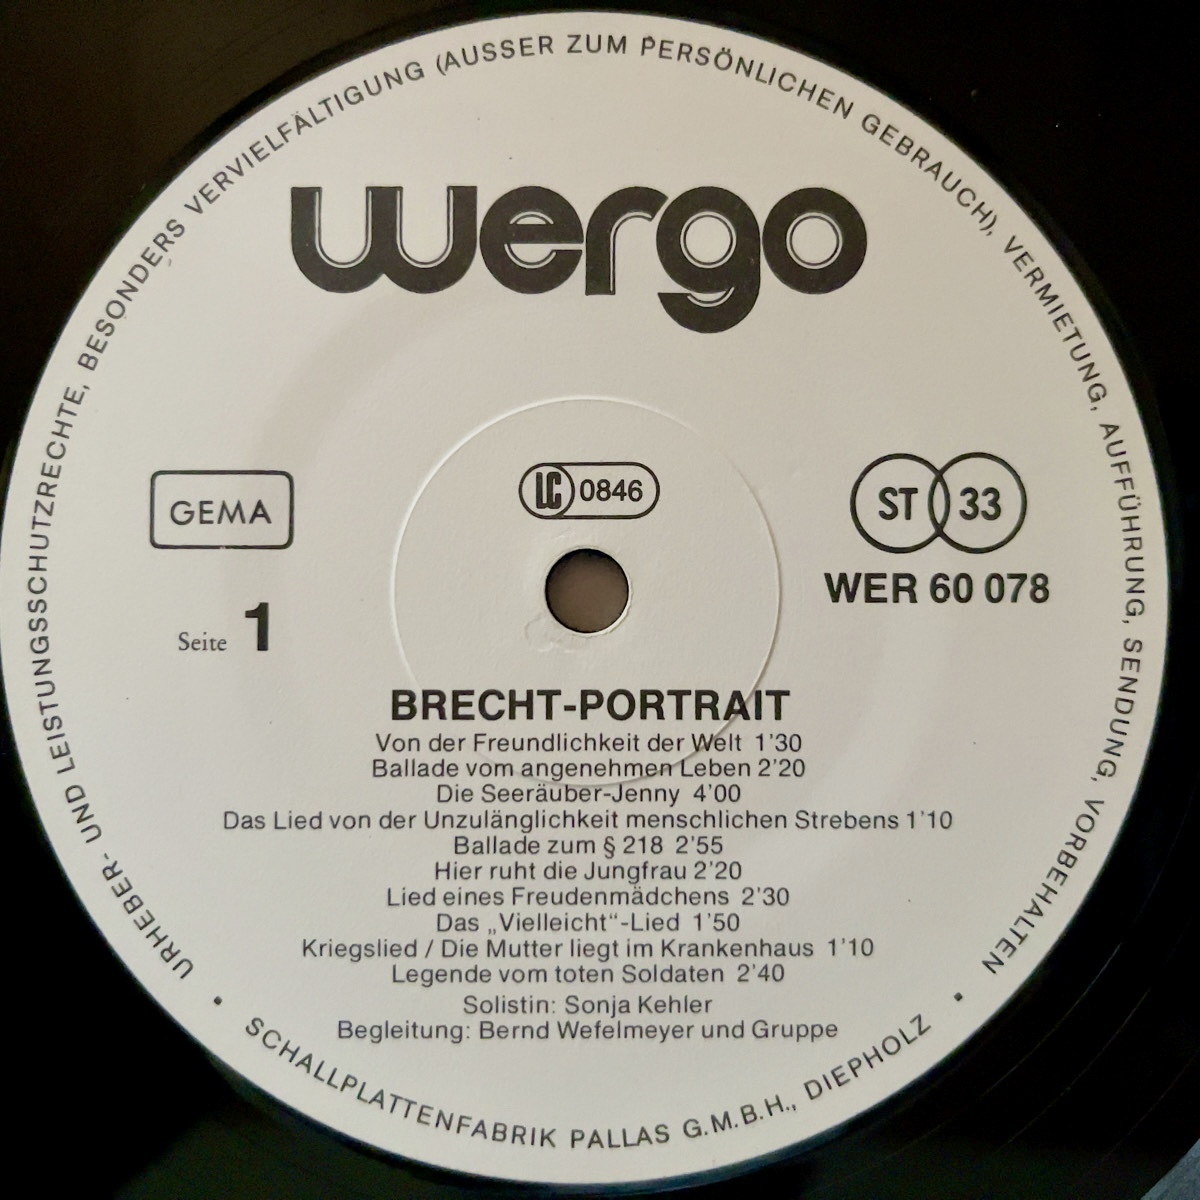 URHEBER- UND LEISTUNGSSCHUTZRECHTE, BESONDERS VERVIELFÄLTIGUNG (AUSSER ZUM PERSÖNLICHEN GEBRAUCH), VERMIETUNG, AUFFÜHRUNG, SENDUNG, VORBEHALTEN
wergo
LC 0846
GEMA
ST 33
WER 60 078
Seite 1
BRECHT-PORTRAIT
Von der Freundlichkeit der Welt 1'30
Ballade vom angenehmen Leben 2'20
Die Seeräuber-Jenny 4'00
Das Lied von der Unzulänglichkeit menschlichen Strebens 1'10
Ballade zum § 218 2'55
Hier ruht die Jungfrau 2'20
Lied eines Freudenmädchens 2'30
Das „Vielleicht“-Lied 1'50
Kriegslied / Die Mutter liegt im Krankenhaus 1'10
Legende vom toten Soldaten 2'40
Solistin: Sonja Kehler
Begleitung: Bernd Wefelmeyer und Gruppe
• SCHALLPLATTENFABRIK PALLAS G.M.B.H., DIEPHOLZ •